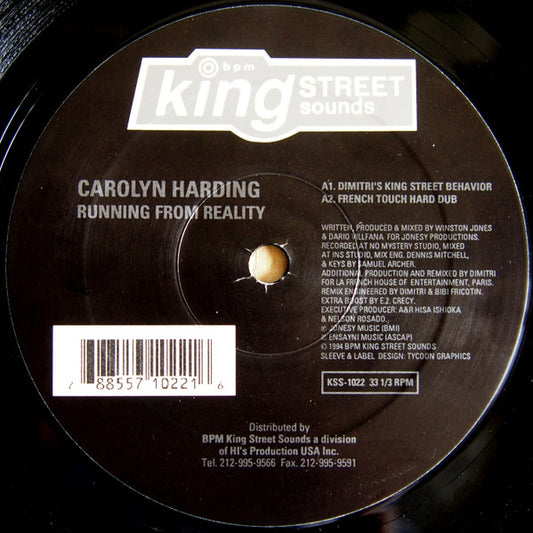 bpm
king STREET
sounds
CAROLYN HARDING
RUNNING FROM REALITY
A1. DIMITRI'S KING STREET BEHAVIOR
A2. FRENCH TOUCH HARD DUB
WRITTEN, PRODUCED & MIXED BY WINSTON JONES
& DARIO VILLFANA FOR JONESY PRODUCTIONS.
RECORDED AT NO MYSTERY STUDIO, MIXED
AT INS STUDIO, MIX ENG. DENNIS MITCHELL,
& KEYS BY SAMUEL ARCHER.
ADDITIONAL PRODUCTION AND REMIXED BY DIMITRI
FOR LA FRENCH HOUSE OF ENTERTAINMENT, PARIS.
REMIX ENGINEERED BY DIMITRI & BIBI FRICOTIN.
EXTRA BOOST BY E.Z. CRECY.
EXECUTIVE PRODUCER: A&R HISA ISHIOKA
& NELSON ROSADO.
℗ JONESY MUSIC (BMI)
℗ ENSAYNI MUSIC (ASCAP)
© 1994 BPM KING STREET SOUNDS
SLEEVE & LABEL DESIGN: TYCOON GRAPHICS
KSS-1022 33 1/3 RPM
7 88557 10221 6
Distributed by
BPM King Street Sounds a division
of HI's Production USA Inc.
Tel. 212-995-9566 Fax. 212-995-9591